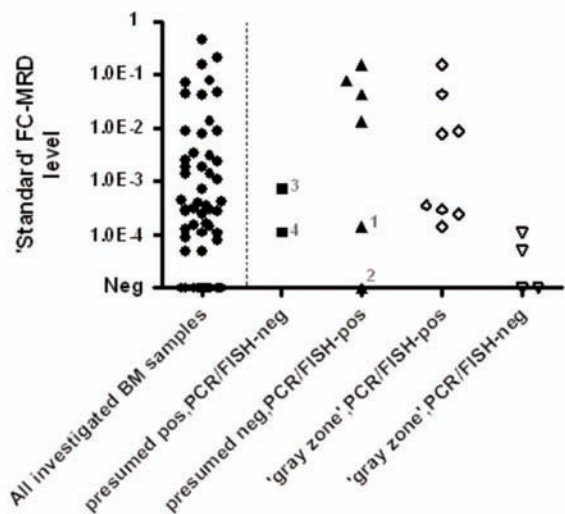 'Standard' FC-MRD
level
1
1.0E-1
1.0E-2
1.0E-3
1.0E-4
Neg
3
4
1
2
All investigated BM samples
presumed pos,PCR/FISH-neg
presumed neg,PCR/FISH-pos
'gray zone',PCR/FISH-pos
'gray zone',PCR/FISH-neg